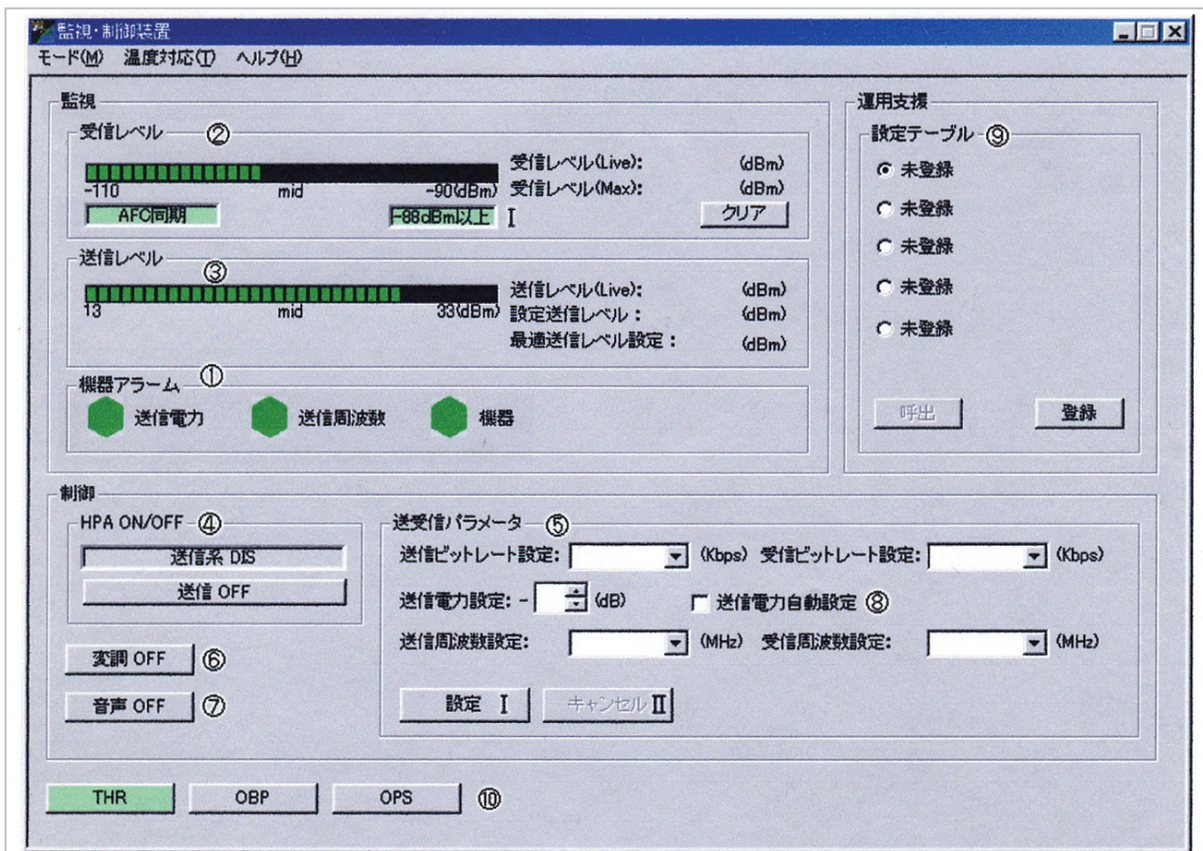 監視・制御装置
モード(M) 温度対応(T) ヘルプ(H)
監視
受信レベル ②
-110 mid -90(dBm)
AFC同期 -88dBm以上 I
受信レベル(Live): (dBm)
受信レベル(Max): (dBm)
クリア
送信レベル ③
13 mid 33(dBm)
送信レベル(Live): (dBm)
設定送信レベル: (dBm)
最適送信レベル設定: (dBm)
機器アラーム ①
送信電力 送信周波数 機器
運用支援
設定テーブル ⑨
未登録
未登録
未登録
未登録
未登録
呼出 登録
制御
HPA ON/OFF ④
送信系 DIS
送信 OFF
変調 OFF ⑥
音声 OFF ⑦
送受信パラメータ ⑤
送信ビットレート設定: (Kbps) 受信ビットレート設定: (Kbps)
送信電力設定: - (dB) 送信電力自動設定 ⑧
送信周波数設定: (MHz) 受信周波数設定: (MHz)
設定 I キャンセル II
THR OBP OPS ⑩